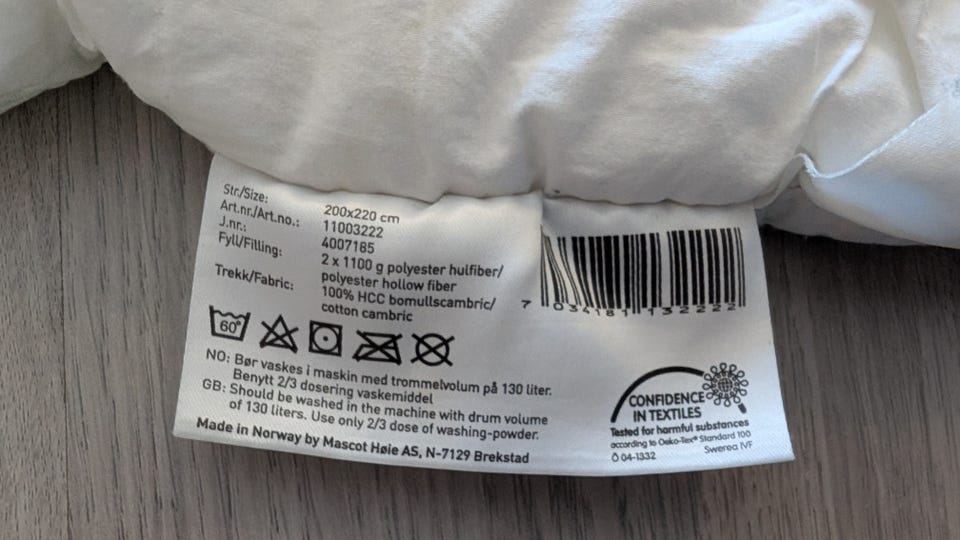 Str./Size: 200x220 cm
Art.nr./Art.no.: 11003222
J.nr.: 4007185
Fyll/Filling: 2 x 1100 g polyester hulfiber/
polyester hollow fiber
Trekk/Fabric: 100% HCC bomullscambric/
cotton cambric
7 034181 132222
60°
NO: Bør vaskes i maskin med trommelvolum på 130 liter.
Benytt 2/3 dosering vaskemiddel
GB: Should be washed in the machine with drum volume
of 130 liters. Use only 2/3 dose of washing-powder.
Made in Norway by Mascot Høie AS, N-7129 Brekstad
CONFIDENCE
IN TEXTILES
Tested for harmful substances
according to Oeko-Tex® Standard 100
04-1332 Swerea IVF